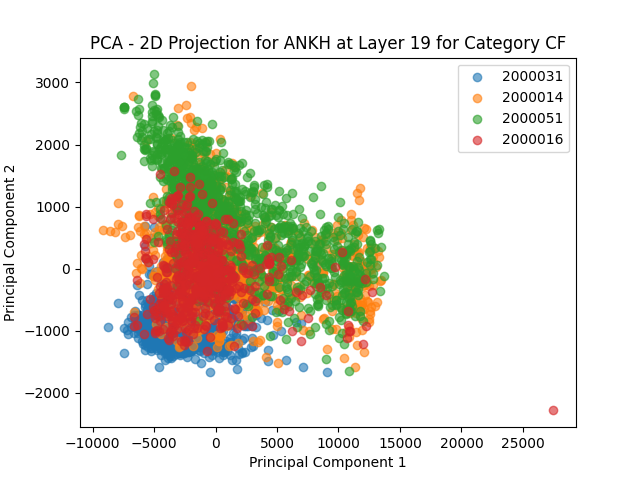 PCA - 2D Projection for ANKH at Layer 19 for Category CF
3000
2000
1000
0
−1000
−2000
Principal Component 2
2000031
2000014
2000051
2000016
−10000 −5000 0 5000 10000 15000 20000 25000
Principal Component 1